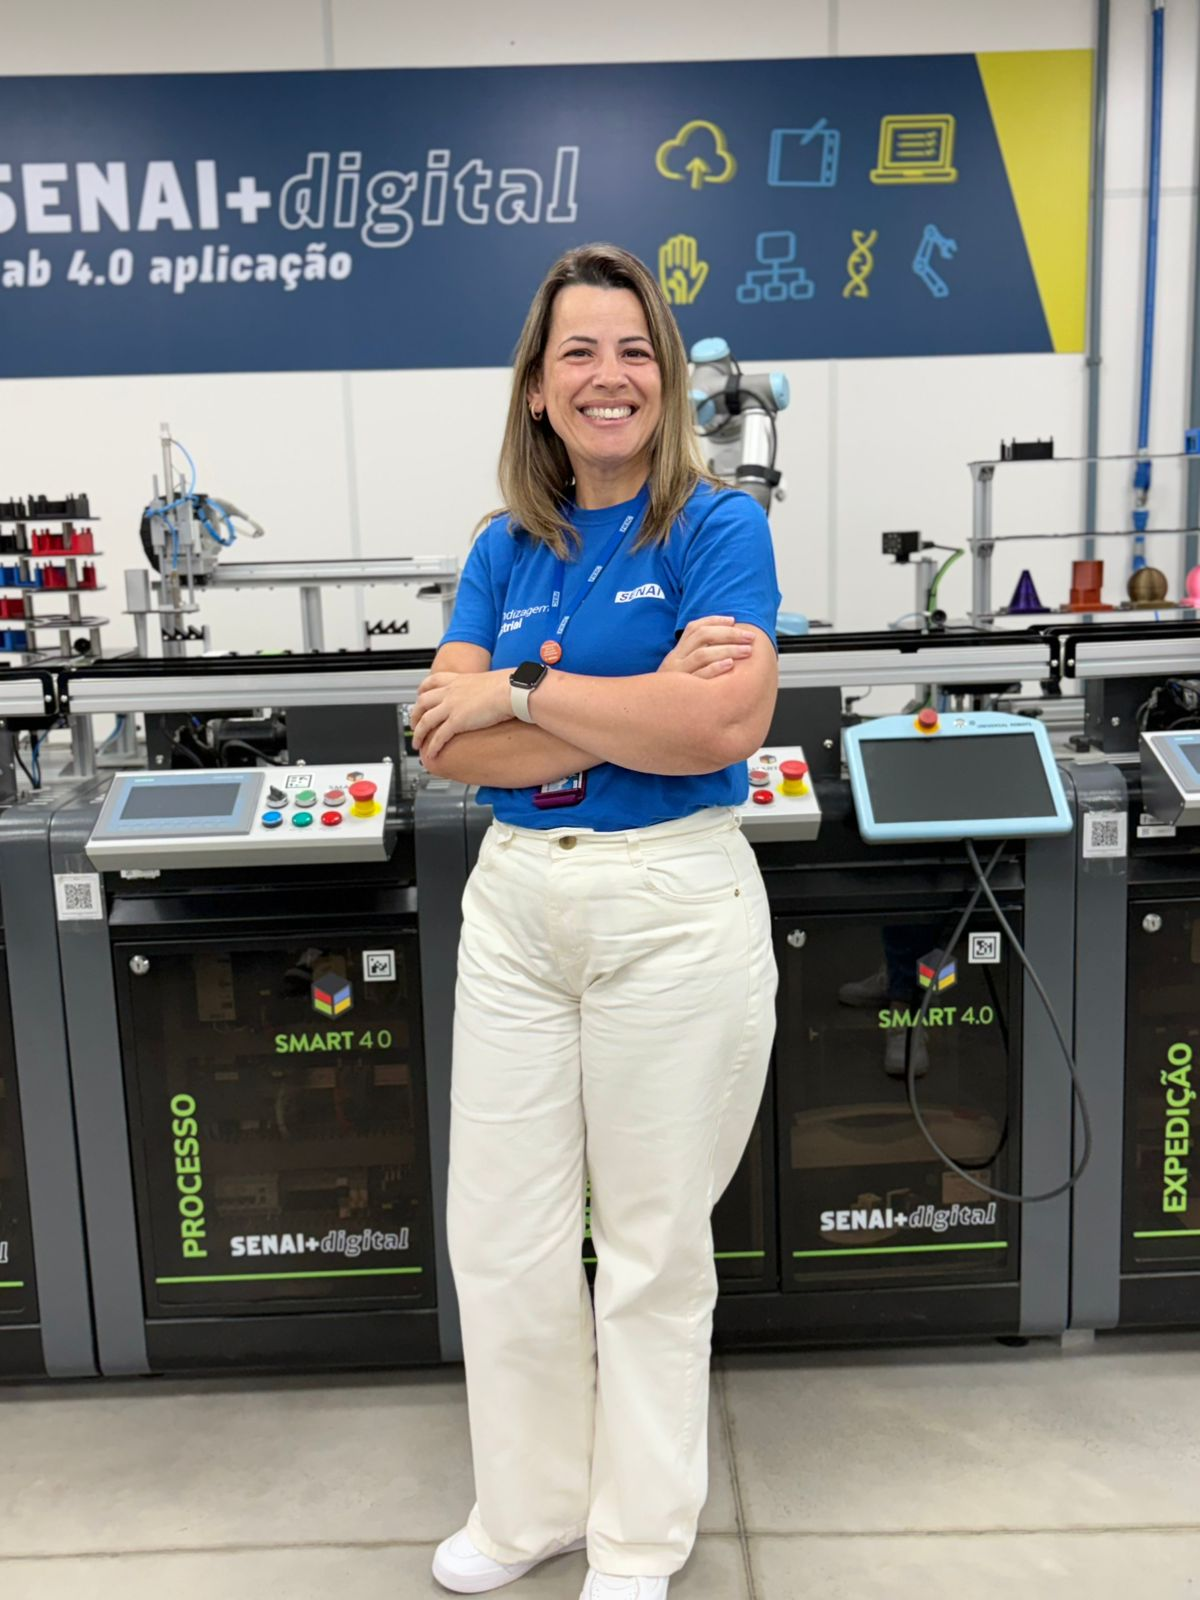 SENAI+digital
ab 4.0 aplicação
SENAI
SMART 4.0
PROCESSO
SENAI+digital
SMART 4.0
SENAI+digital
EXPEDIÇÃO